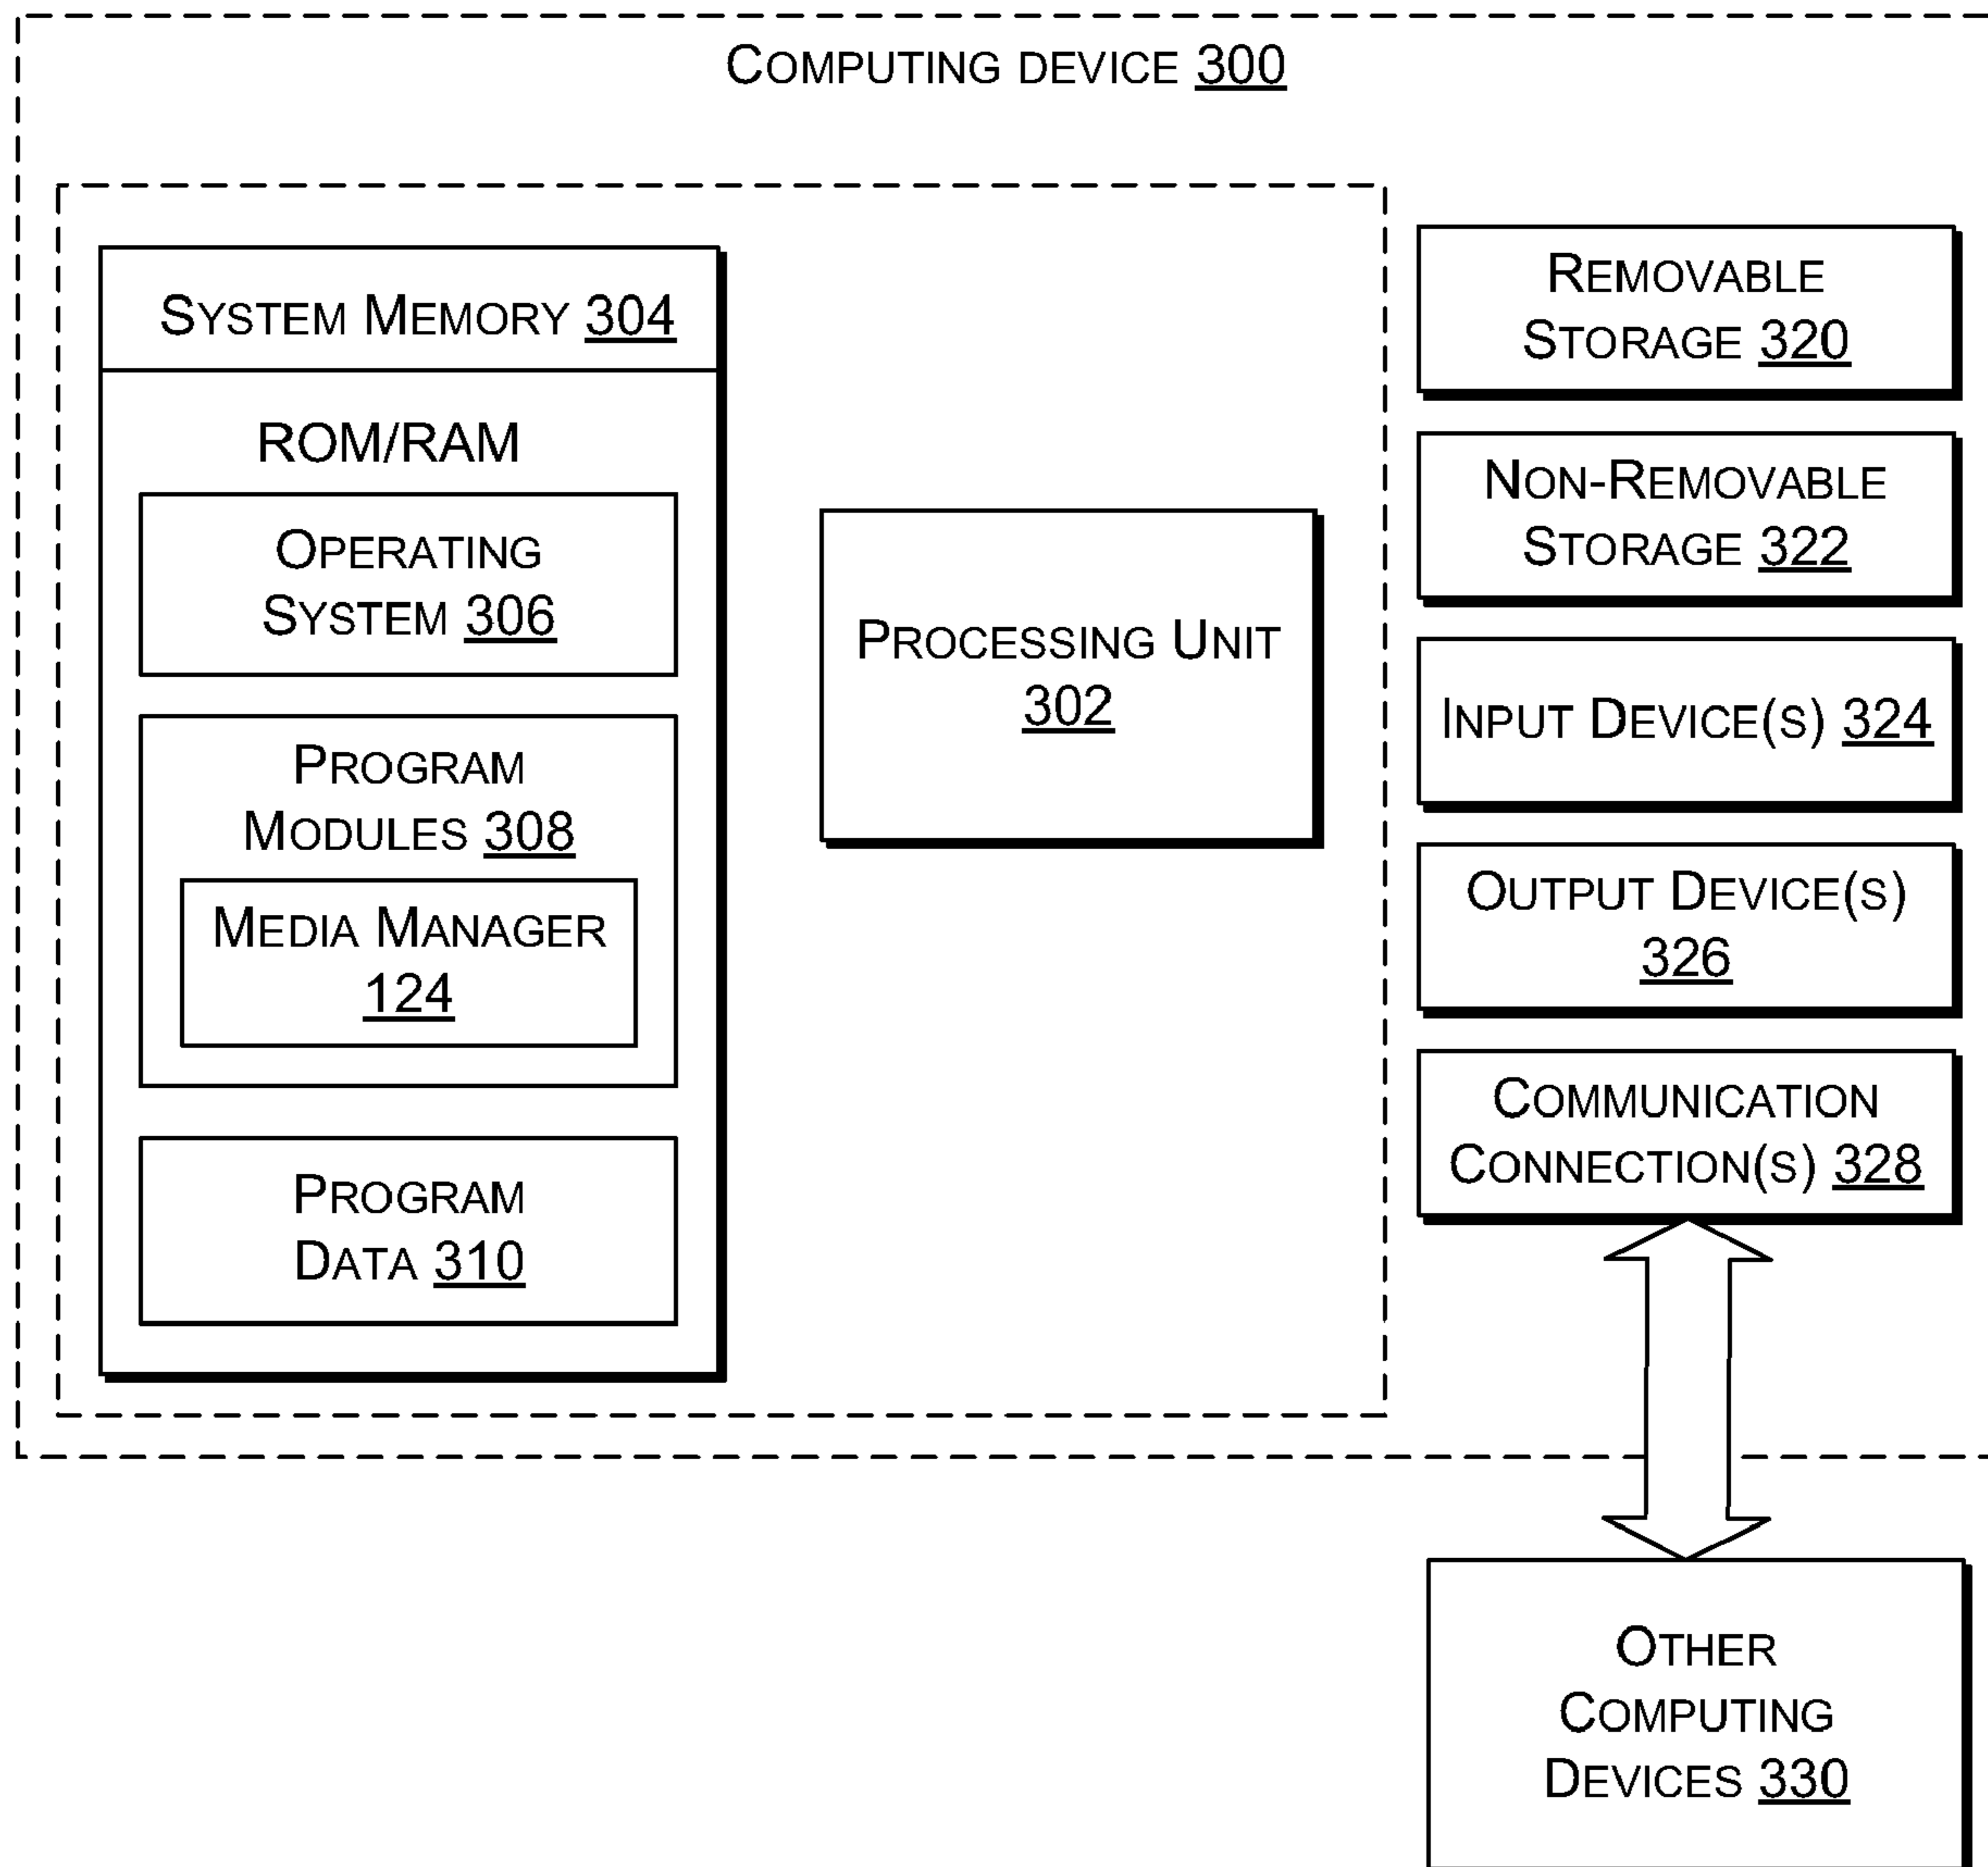 COMPUTING DEVICE 300
SYSTEM MEMORY 304
ROM/RAM
OPERATING
SYSTEM 306
PROGRAM
MODULES 308
MEDIA MANAGER
124
PROGRAM
DATA 310
PROCESSING UNIT
302
REMOVABLE
STORAGE 320
NON-REMOVABLE
STORAGE 322
INPUT DEVICE(S) 324
OUTPUT DEVICE(S)
326
COMMUNICATION
CONNECTION(S) 328
OTHER
COMPUTING
DEVICES 330